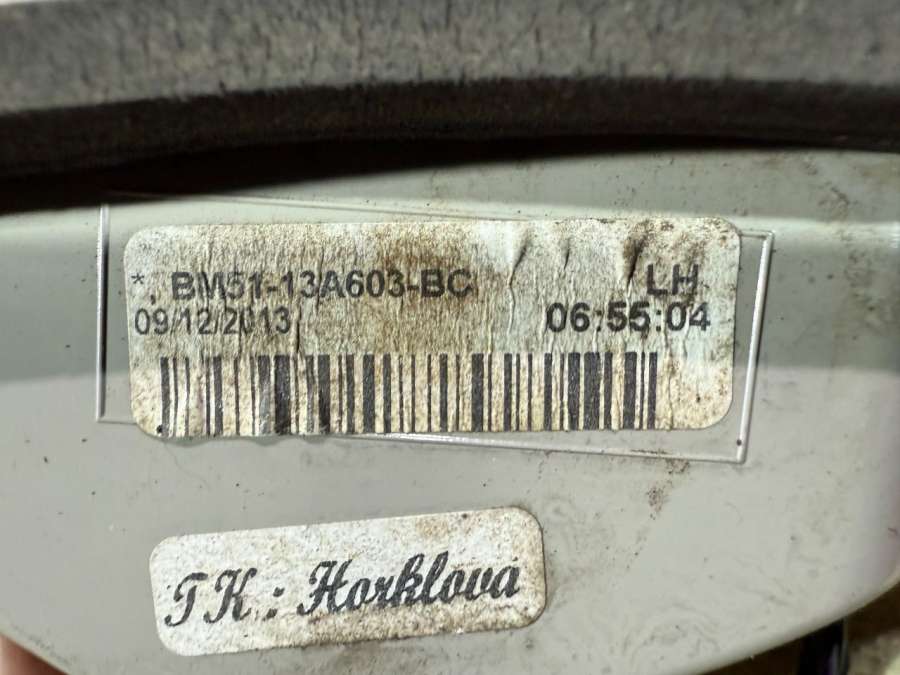 *, BM51-13A603-BC LH
09/12/2013 06:55:04
TK: Horklová